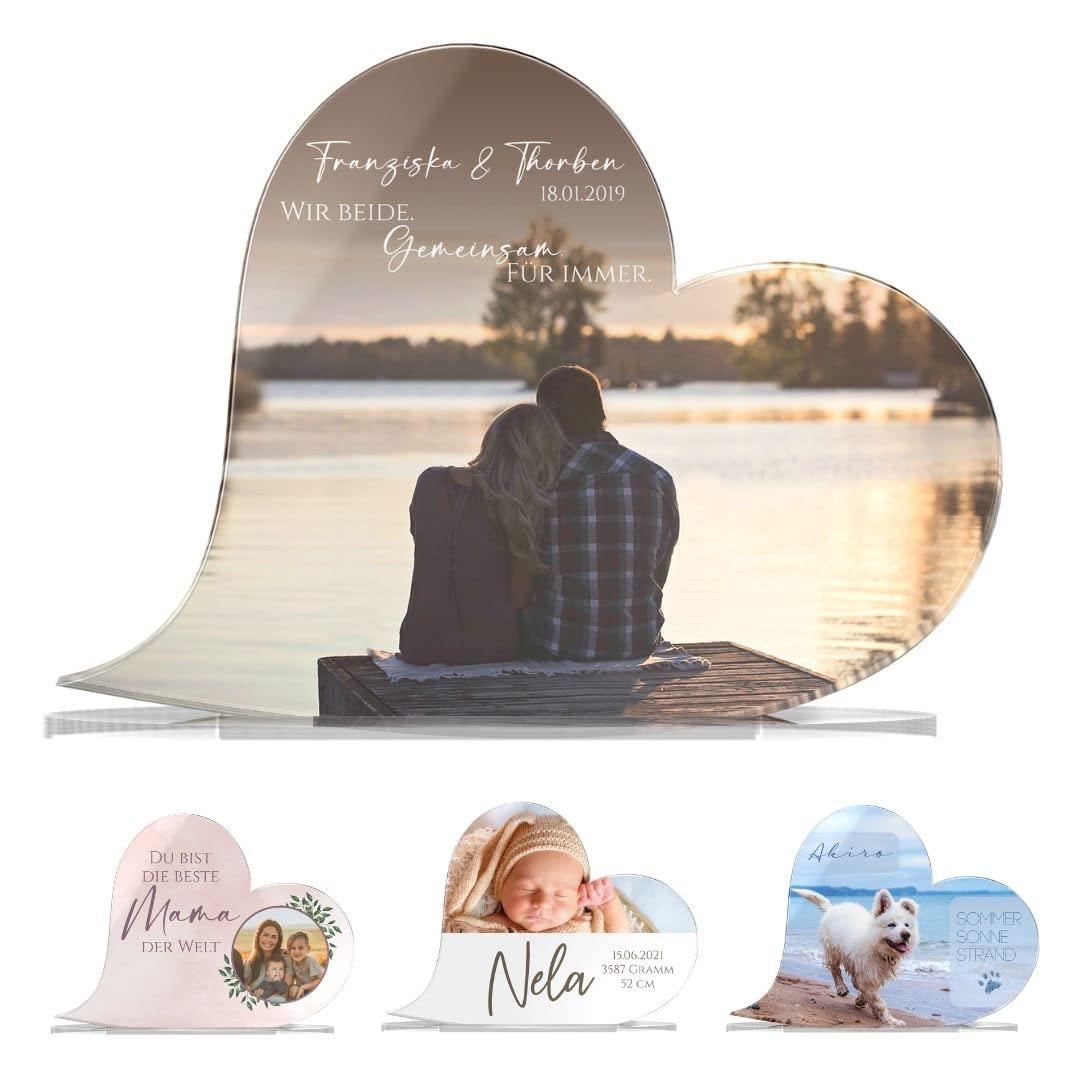 Franziska & Thorben
18.01.2019
Wir beide.
Gemeinsam.
Für immer.
Du bist
die beste
Mama
der Welt
Nela
15.06.2021
3587 Gramm
52 cm
Akiro
SOMMER
SONNE
STRAND